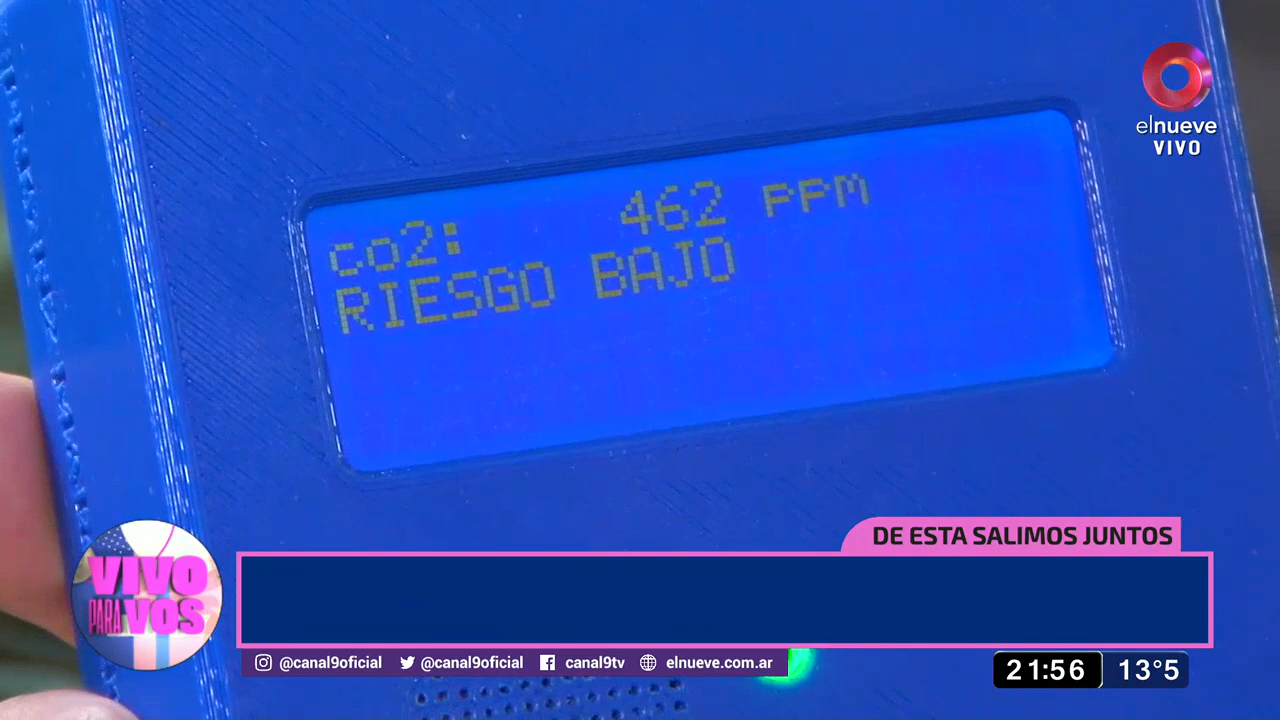 elnueve
VIVO
co2: 462 PPM
RIESGO BAJO
DE ESTA SALIMOS JUNTOS
VIVO
PARA VOS
@canal9oficial @canal9oficial canal9tv elnueve.com.ar
21:56 13°5